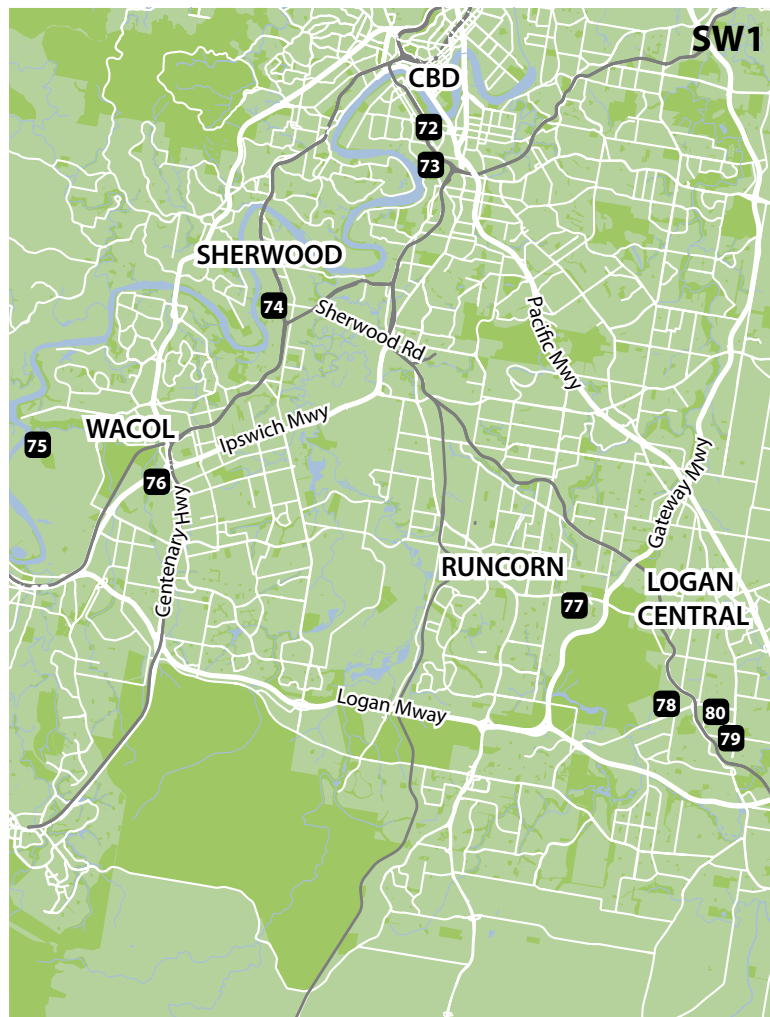 SW1
CBD
72
73
SHERWOOD
74
Sherwood Rd
Pacific Mwy
WACOL
Ipswich Mwy
75
76
Gateway Mwy
Centenary Hwy
RUNCORN
LOGAN
CENTRAL
77
Logan Mway
78
80
79